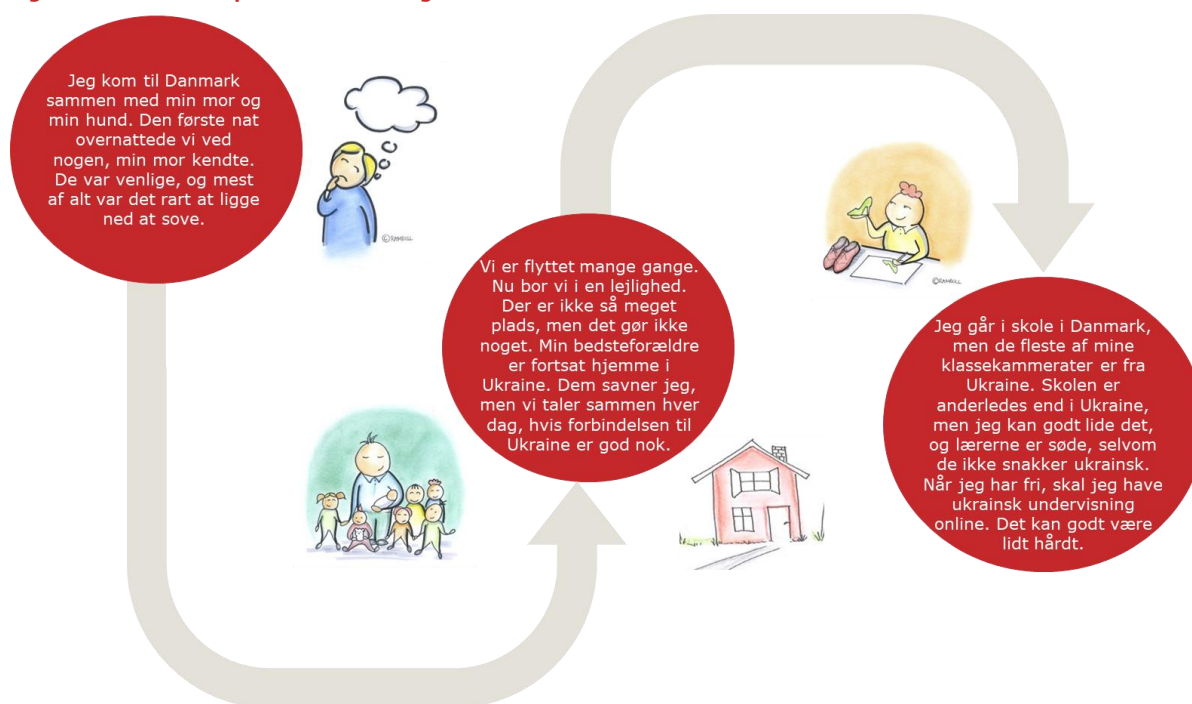 Jeg kom til Danmark
sammen med min mor og
min hund. Den første nat
overnattede vi ved
nogen, min mor kendte.
De var venlige, og mest
af alt var det rart at ligge
ned at sove.
©RAMBOLL
Vi er flyttet mange gange.
Nu bor vi i en lejlighed.
Der er ikke så meget
plads, men det gør ikke
noget. Min bedsteforældre
er fortsat hjemme i
Ukraine. Dem savner jeg,
men vi taler sammen hver
dag, hvis forbindelsen til
Ukraine er god nok.
©RAMBOLL
Jeg går i skole i Danmark,
men de fleste af mine
klassekammerater er fra
Ukraine. Skolen er
anderledes end i Ukraine,
men jeg kan godt lide det,
og lærerne er søde, selvom
de ikke snakker ukrainsk.
Når jeg har fri, skal jeg have
ukrainsk undervisning
online. Det kan godt være
lidt hårdt.